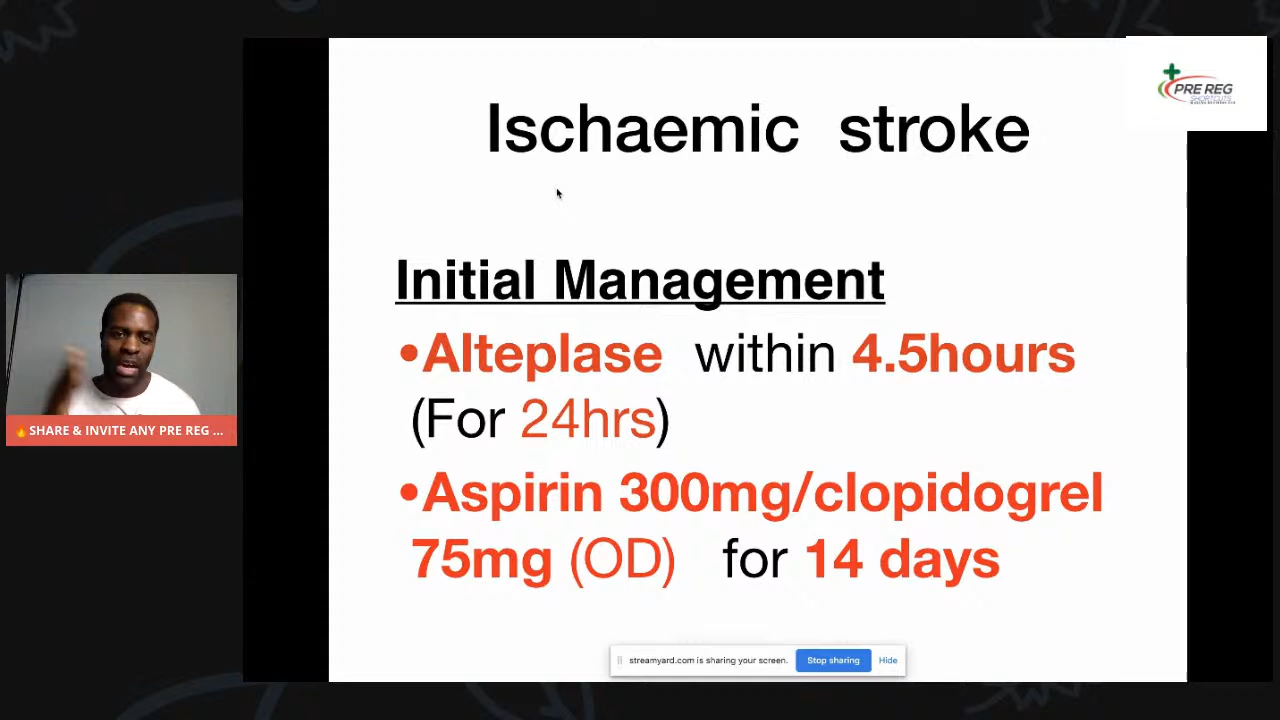 PRE REG
SHORTCUTS
Ischaemic stroke
Initial Management
•Alteplase within 4.5hours
(For 24hrs)
•Aspirin 300mg/clopidogrel
75mg (OD) for 14 days
🔥SHARE & INVITE ANY PRE REG ...
streamyard.com is sharing your screen.
Stop sharing
Hide